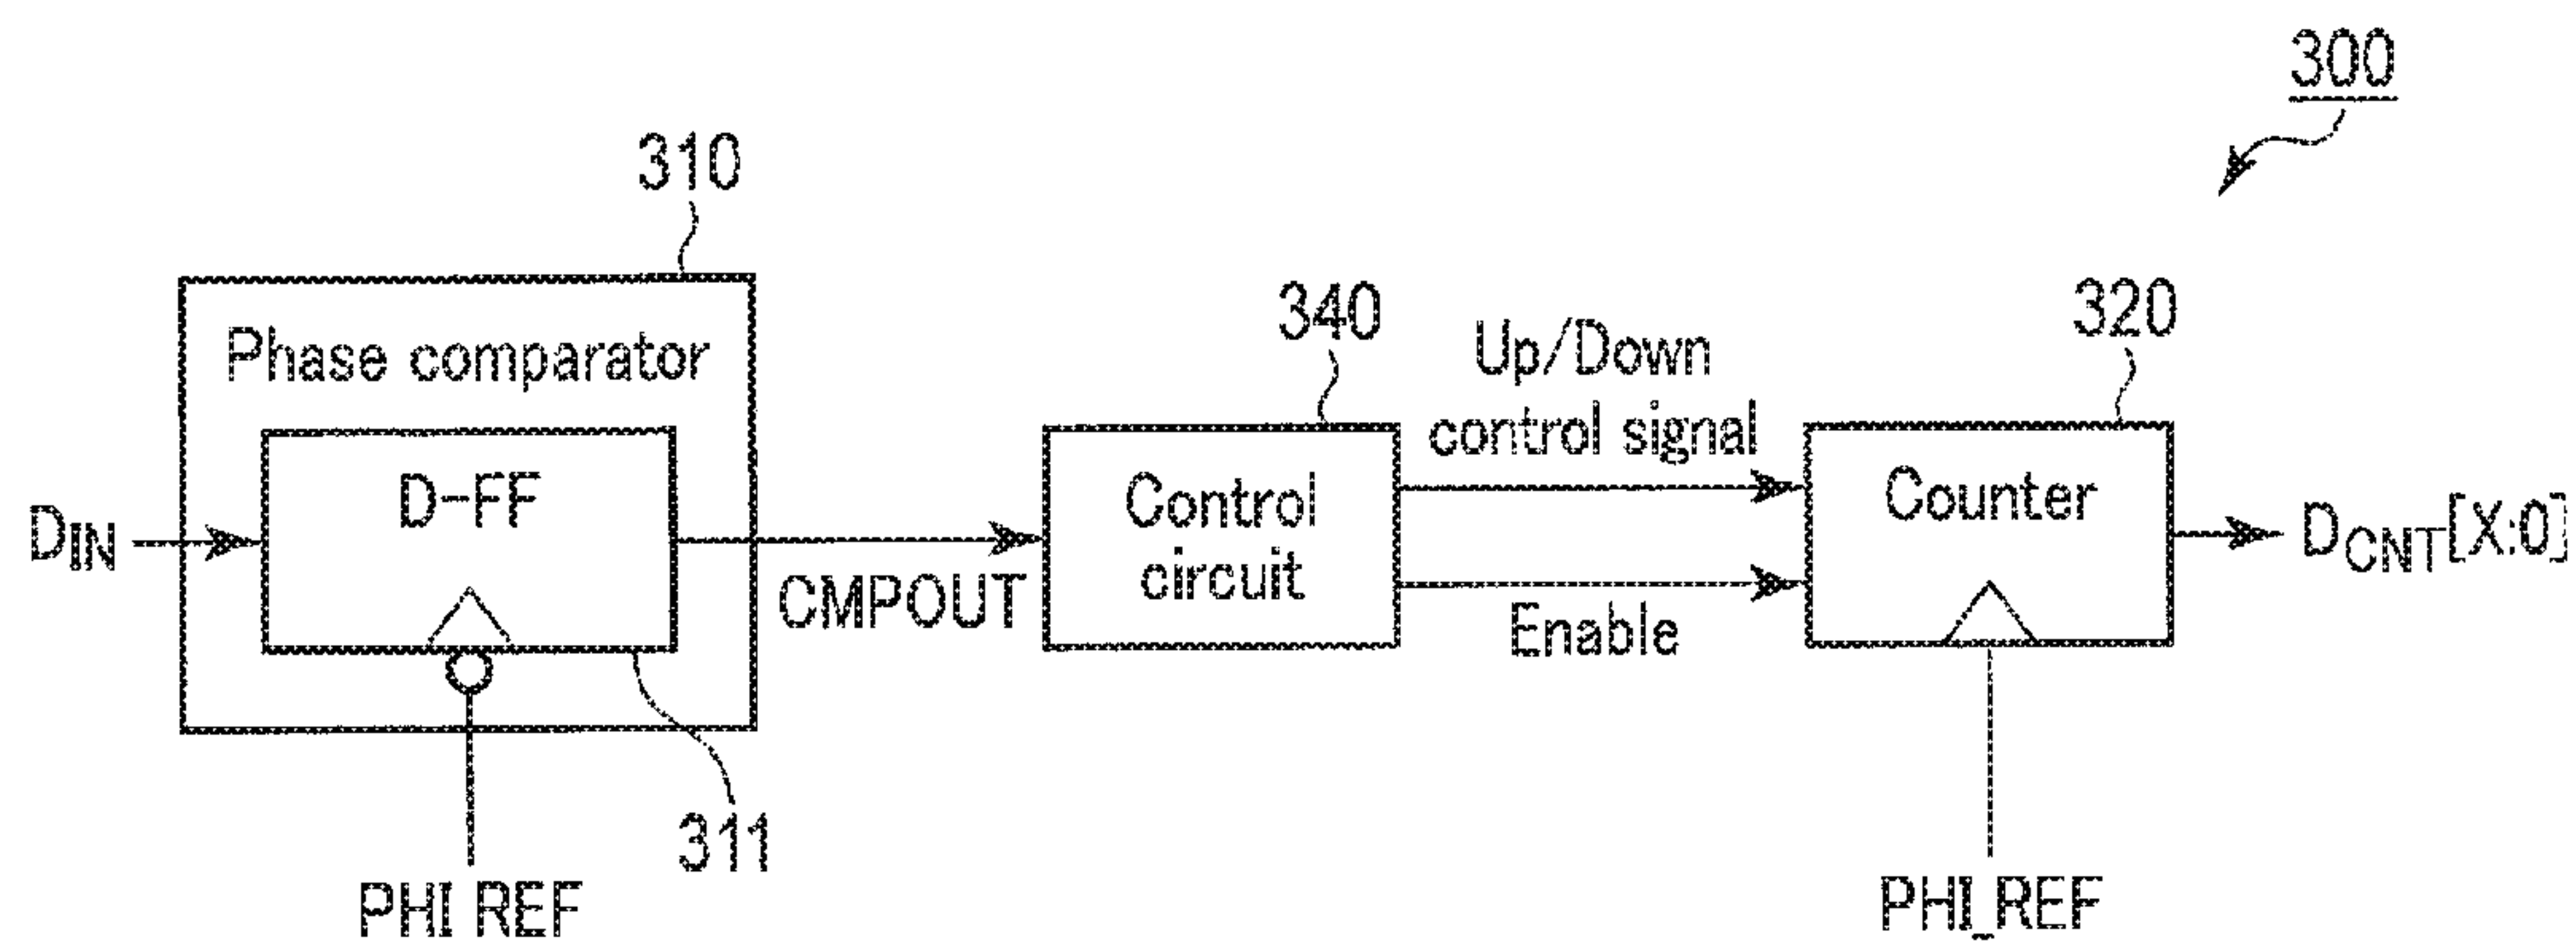 300
310
Phase comparator
D-FF
DIN
CMPOUT
311
PHI REF
340
Control
circuit
Up/Down
control signal
Enable
320
Counter
DCNT[X:0]
PHI_REF